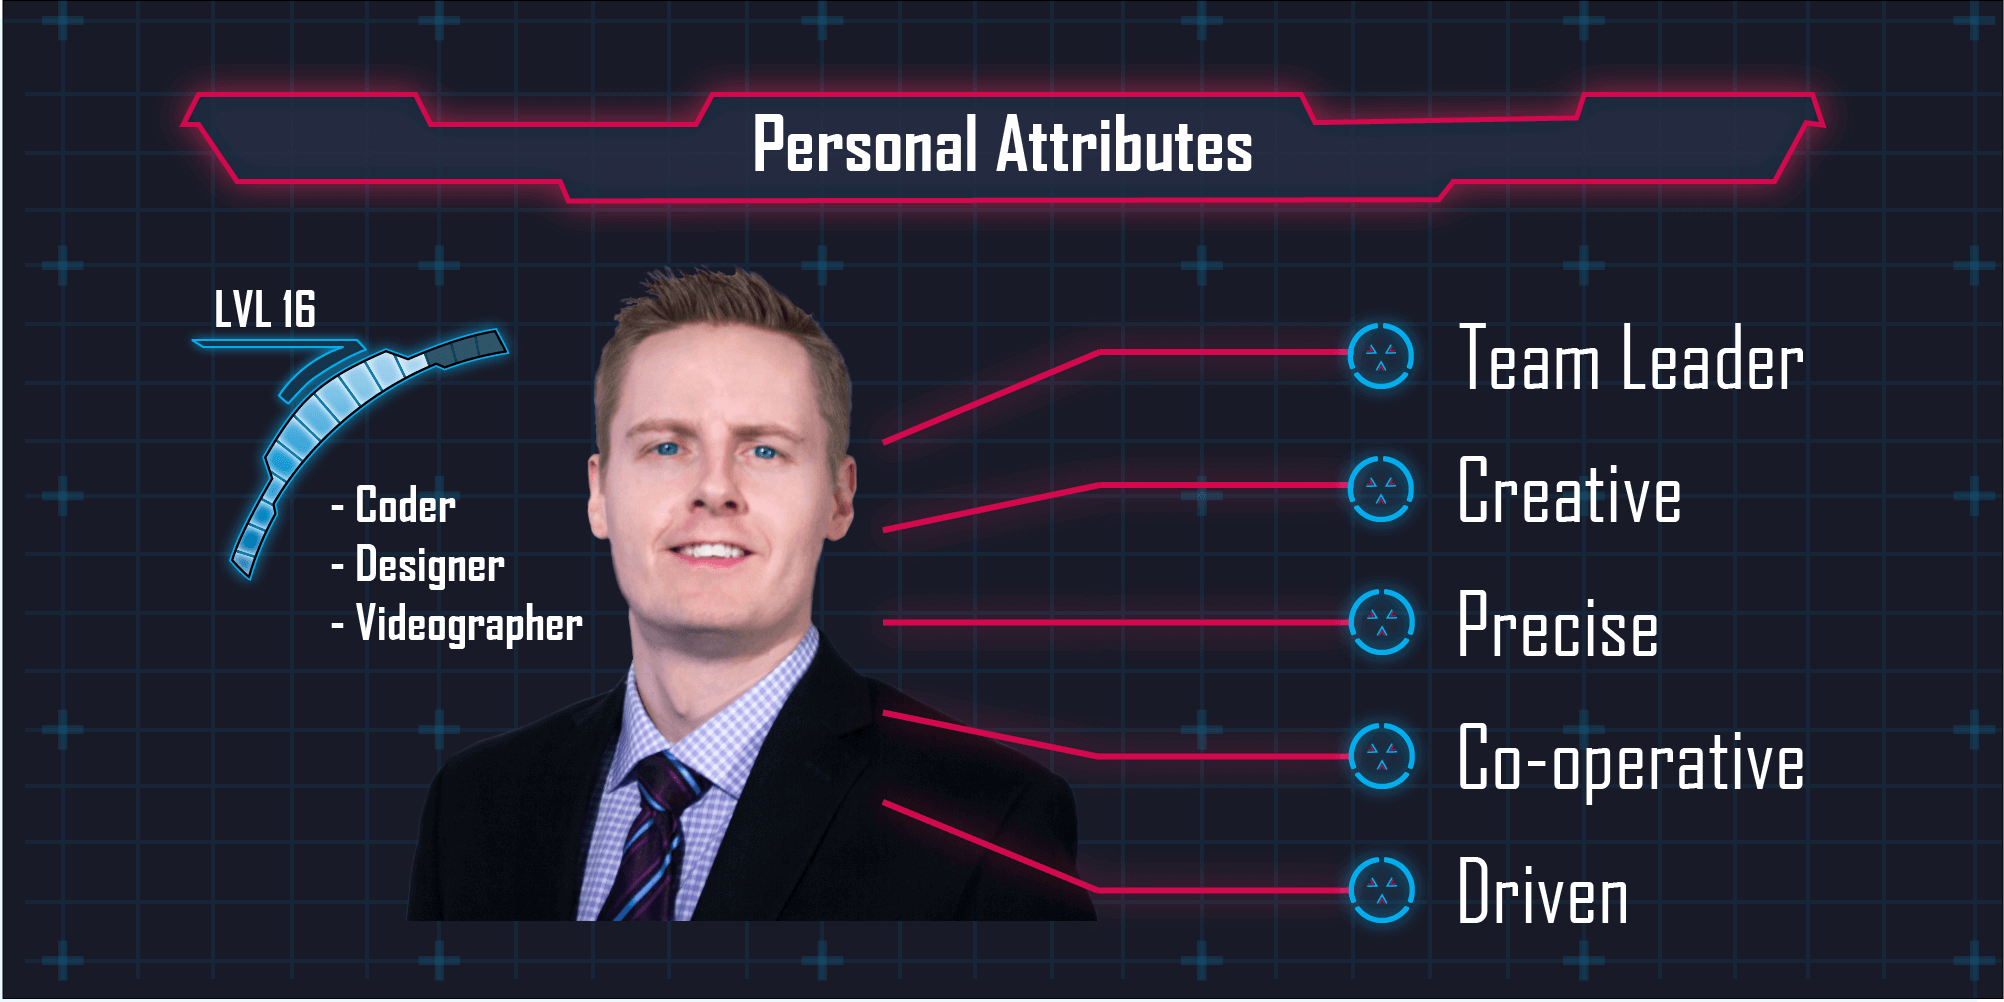 Personal Attributes
LVL 16
- Coder
- Designer
- Videographer
Team Leader
Creative
Precise
Co-operative
Driven